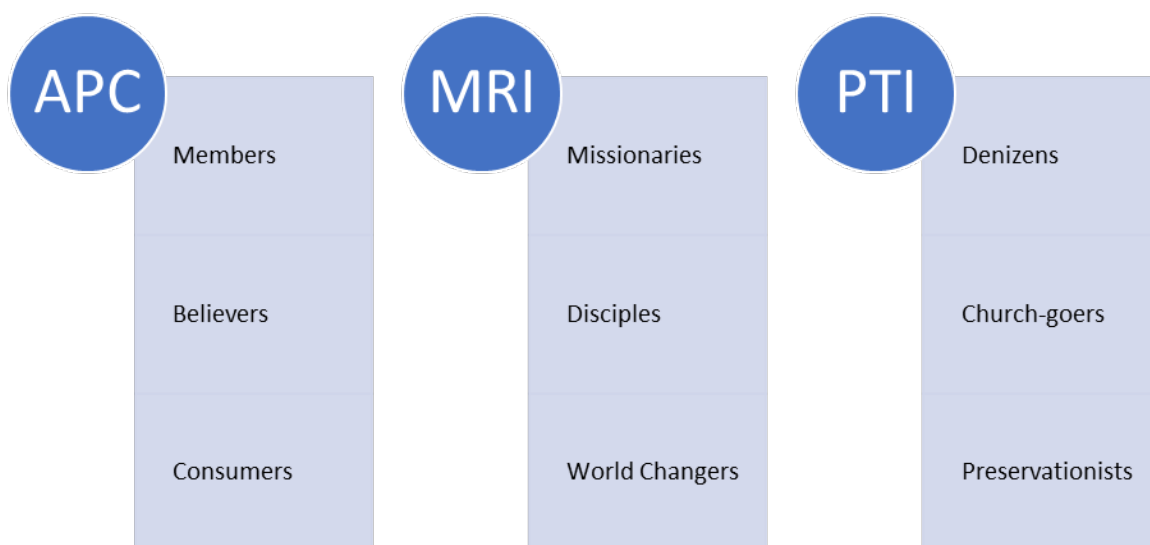 APC
Members
Believers
Consumers
MRI
Missionaries
Disciples
World Changers
PTI
Denizens
Church-goers
Preservationists